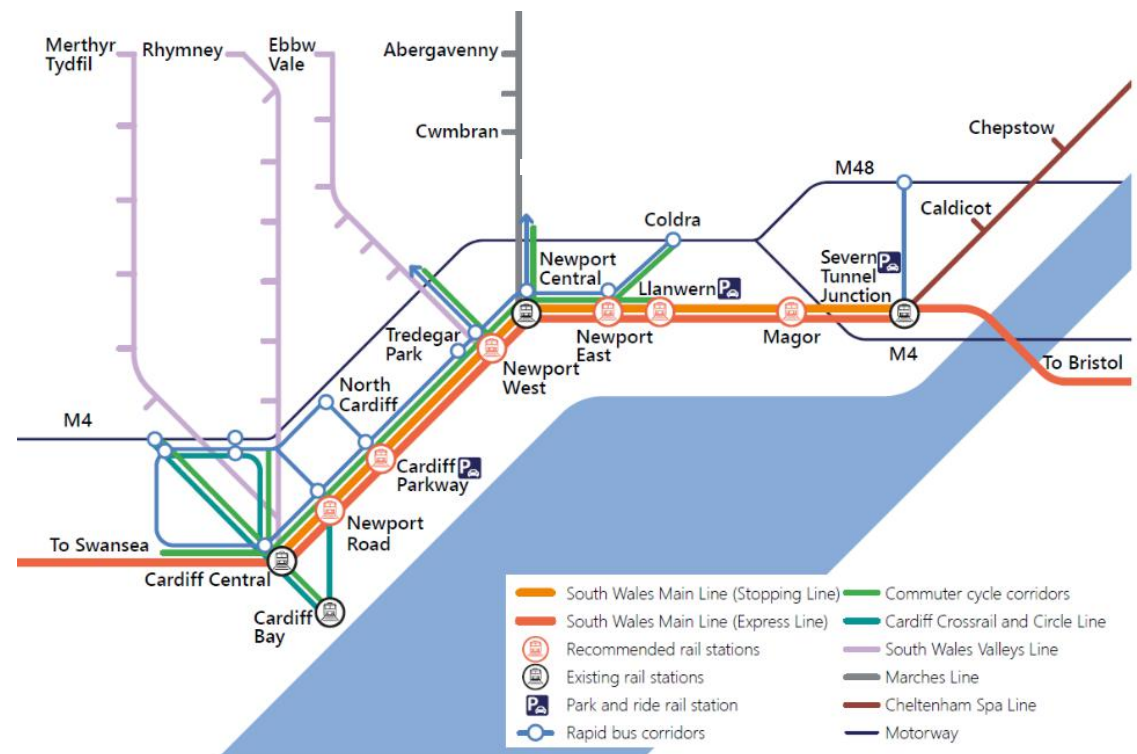 Merthyr
Tydfil
Rhymney
Ebbw
Vale
Abergavenny
Cwmbran
Chepstow
M48
Caldicot
Coldra
Newport
Central
Severn
Tunnel
Junction
P
Llanwern
P
Tredegar
Park
Newport
East
Magor
M4
To Bristol
Newport
West
North
Cardiff
M4
Cardiff
Parkway
P
Newport
Road
To Swansea
Cardiff Central
Cardiff
Bay
South Wales Main Line (Stopping Line)
South Wales Main Line (Express Line)
Recommended rail stations
Existing rail stations
P
Park and ride rail station
Rapid bus corridors
Commuter cycle corridors
Cardiff Crossrail and Circle Line
South Wales Valleys Line
Marches Line
Cheltenham Spa Line
Motorway